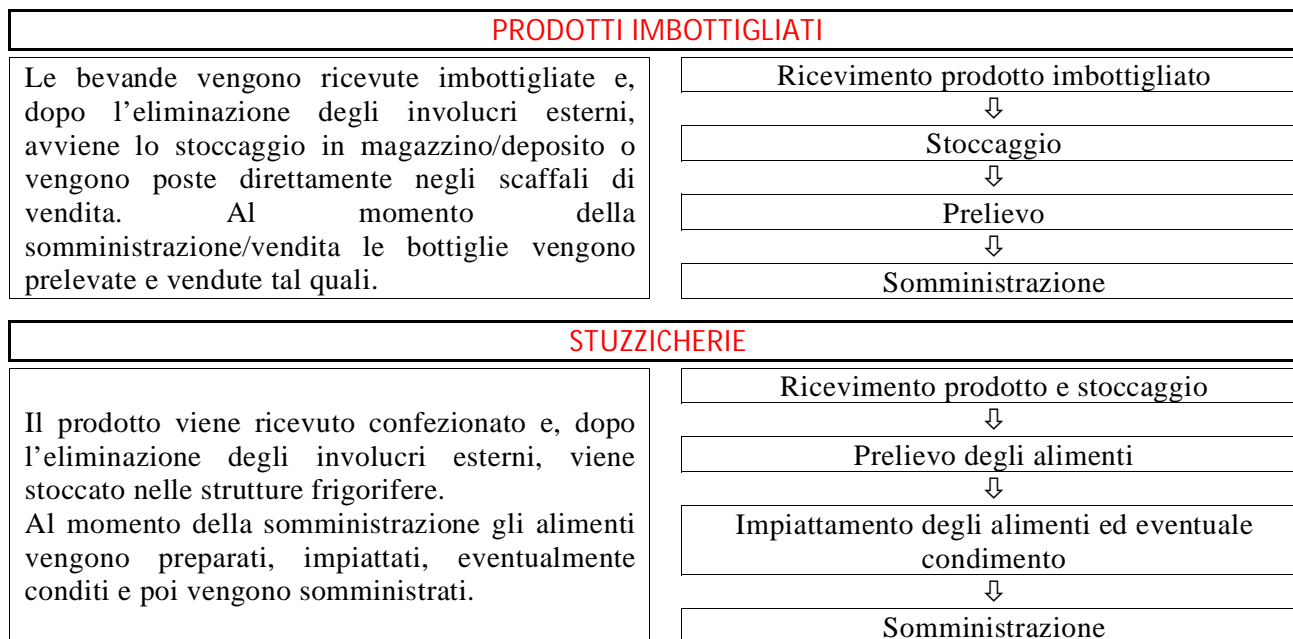 PRODOTTI IMBOTTIGLIATI
Le bevande vengono ricevute imbottigliate e,
dopo l’eliminazione degli involucri esterni,
avviene lo stoccaggio in magazzino/deposito o
vengono poste direttamente negli scaffali di
vendita. Al momento della
somministrazione/vendita le bottiglie vengono
prelevate e vendute tal quali.
Ricevimento prodotto imbottigliato
⇩
Stoccaggio
⇩
Prelievo
⇩
Somministrazione
STUZZICHERIE
Il prodotto viene ricevuto confezionato e, dopo
l’eliminazione degli involucri esterni, viene
stoccato nelle strutture frigorifere.
Al momento della somministrazione gli alimenti
vengono preparati, impiattati, eventualmente
conditi e poi vengono somministrati.
Ricevimento prodotto e stoccaggio
⇩
Prelievo degli alimenti
⇩
Impiattamento degli alimenti ed eventuale
condimento
⇩
Somministrazione